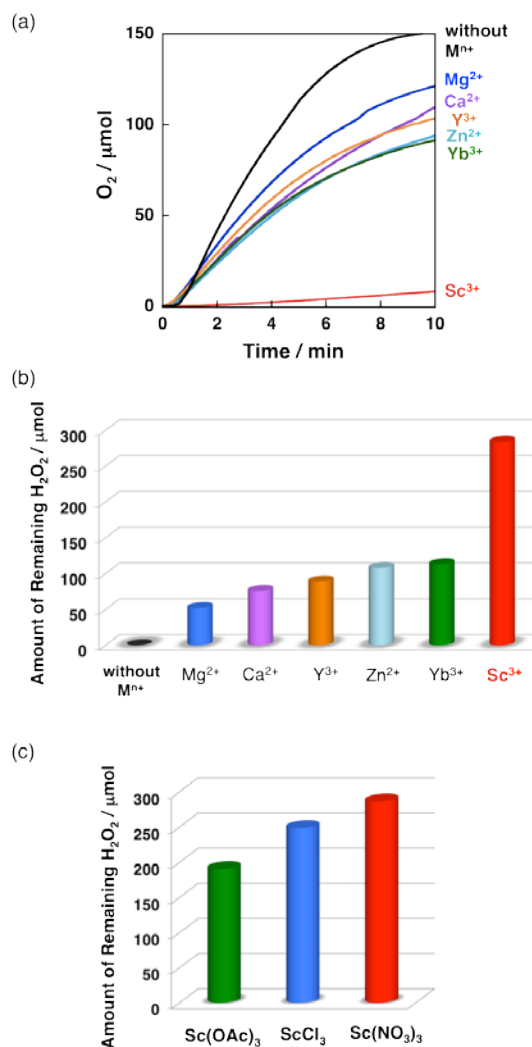 (a)
O₂ / μmol
150
100
50
0
0
2
4
6
8
10
Time / min
without
Mⁿ⁺
Mg²⁺
Ca²⁺
Y³⁺
Zn²⁺
Yb³⁺
Sc³⁺
(b)
Amount of Remaining H₂O₂ / μmol
300
250
200
150
100
50
0
without
Mⁿ⁺
Mg²⁺
Ca²⁺
Y³⁺
Zn²⁺
Yb³⁺
Sc³⁺
(c)
Amount of Remaining H₂O₂ / μmol
300
250
200
150
100
50
0
Sc(OAc)₃
ScCl₃
Sc(NO₃)₃